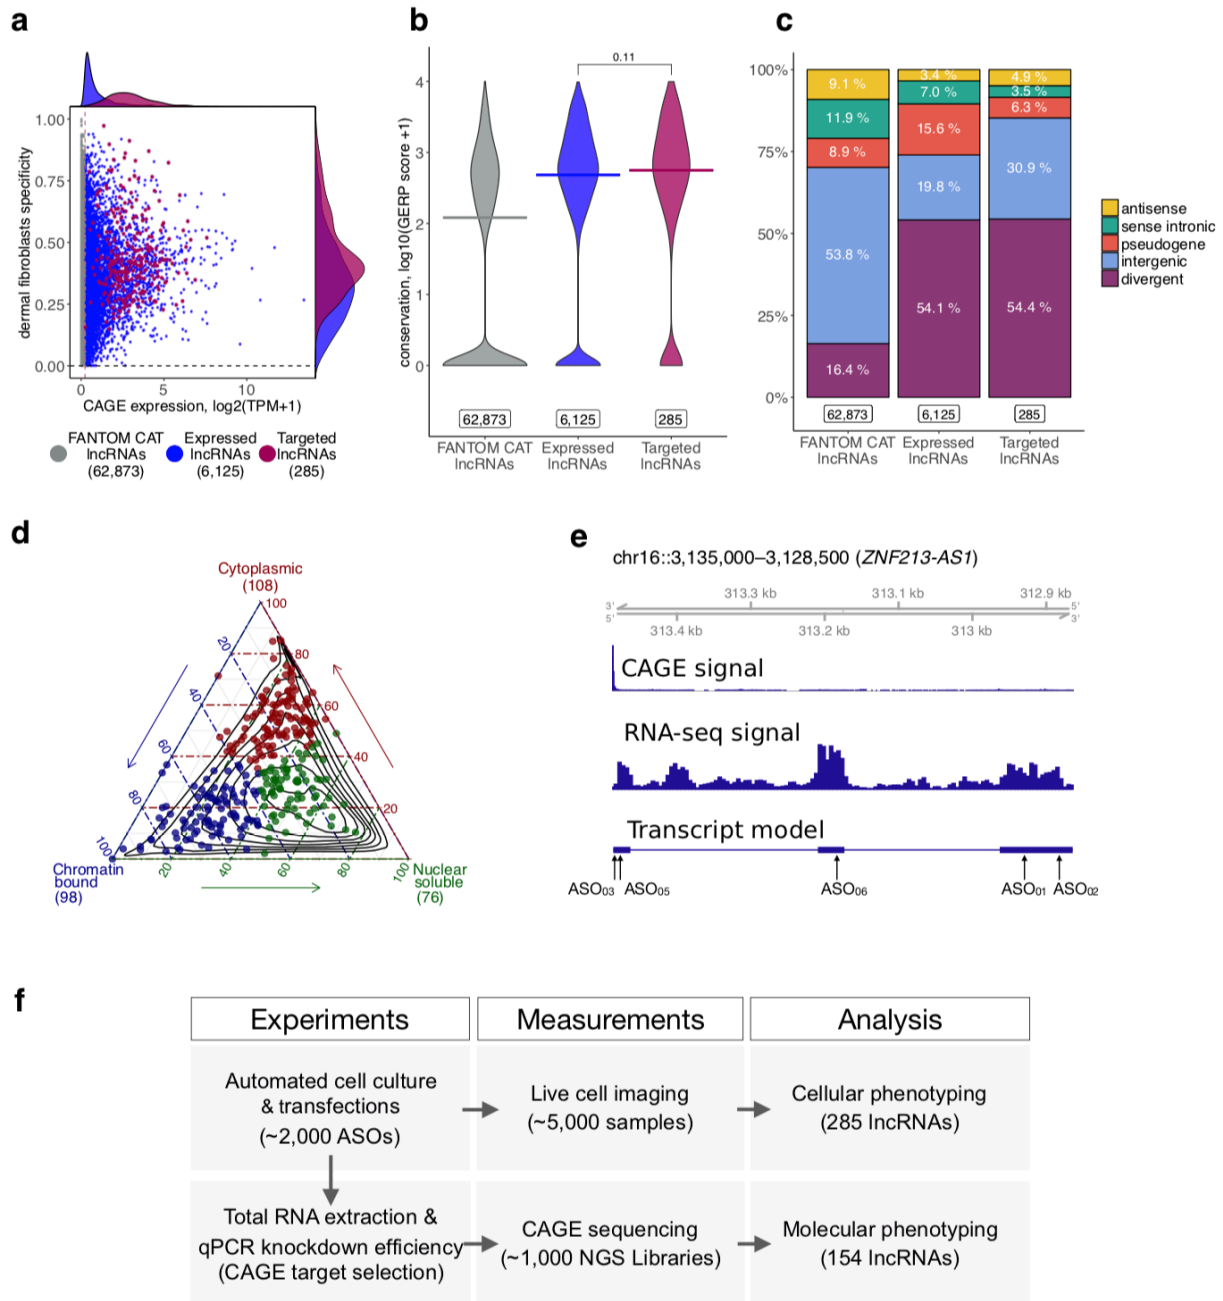 a
dermal fibroblasts specificity
1.00
0.75
0.50
0.25
0.00
0
5
10
CAGE expression, log2(TPM+1)
FANTOM CAT
lncRNAs
(62,873)
Expressed
lncRNAs
(6,125)
Targeted
lncRNAs
(285)
b
0.11
conservation, log10(GERP score +1)
4
3
2
1
0
62,873
6,125
285
FANTOM CAT
lncRNAs
Expressed
lncRNAs
Targeted
lncRNAs
c
100%
75%
50%
25%
0%
9.1 %
11.9 %
8.9 %
53.8 %
16.4 %
3.4 %
7.0 %
15.6 %
19.8 %
54.1 %
4.9 %
3.5 %
6.3 %
30.9 %
54.4 %
62,873
6,125
285
FANTOM CAT
lncRNAs
Expressed
lncRNAs
Targeted
lncRNAs
antisense
sense intronic
pseudogene
intergenic
divergent
d
Cytoplasmic
(108)
100
80
60
40
20
20
40
60
80
100
20
40
60
80
100
Chromatin
bound
(98)
Nuclear
soluble
(76)
e
chr16::3,135,000–3,128,500 (ZNF213-AS1)
313.3 kb
313.1 kb
312.9 kb
3'
5'
5'
3'
313.4 kb
313.2 kb
313 kb
CAGE signal
RNA-seq signal
Transcript model
ASO03
ASO05
ASO06
ASO01
ASO02
f
Experiments
Measurements
Analysis
Automated cell culture
& transfections
(~2,000 ASOs)
Live cell imaging
(~5,000 samples)
Cellular phenotyping
(285 lncRNAs)
Total RNA extraction &
qPCR knockdown efficiency
(CAGE target selection)
CAGE sequencing
(~1,000 NGS Libraries)
Molecular phenotyping
(154 lncRNAs)